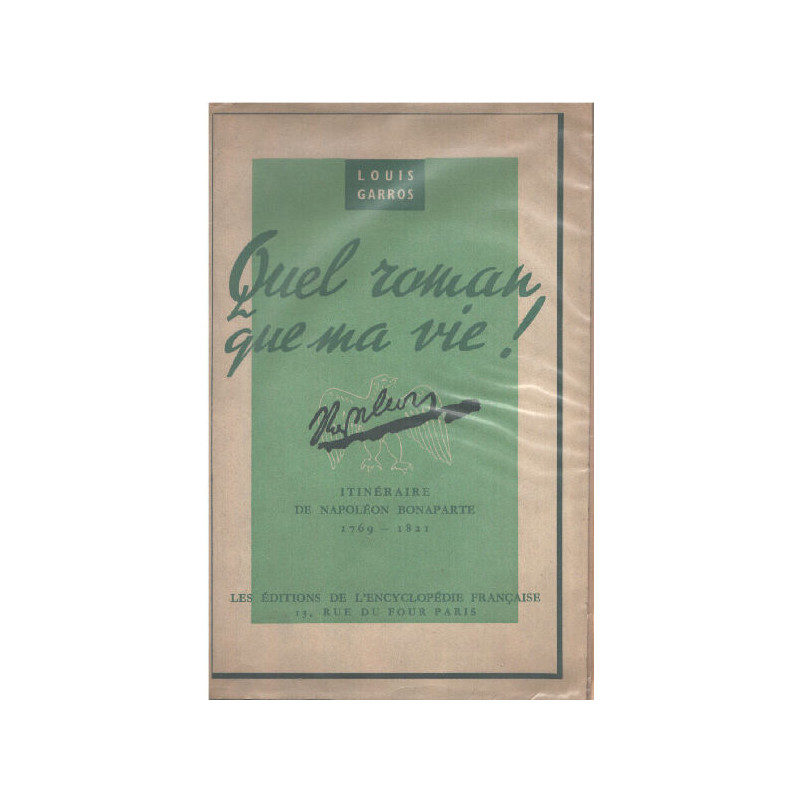 LOUIS
GARROS
Quel roman
que ma vie!
Napoleon
ITINÉRAIRE
DE NAPOLÉON BONAPARTE
1769 - 1821
LES ÉDITIONS DE L'ENCYCLOPÉDIE FRANÇAISE
13, RUE DU FOUR PARIS